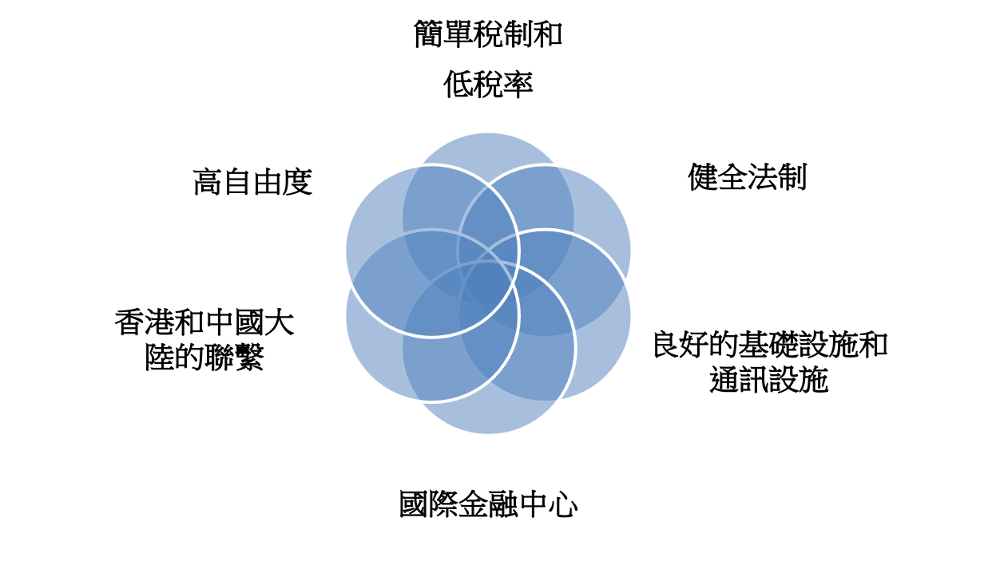 簡單稅制和
低稅率
高自由度
健全法制
香港和中國大
陸的聯繫
良好的基礎設施和
通訊設施
國際金融中心